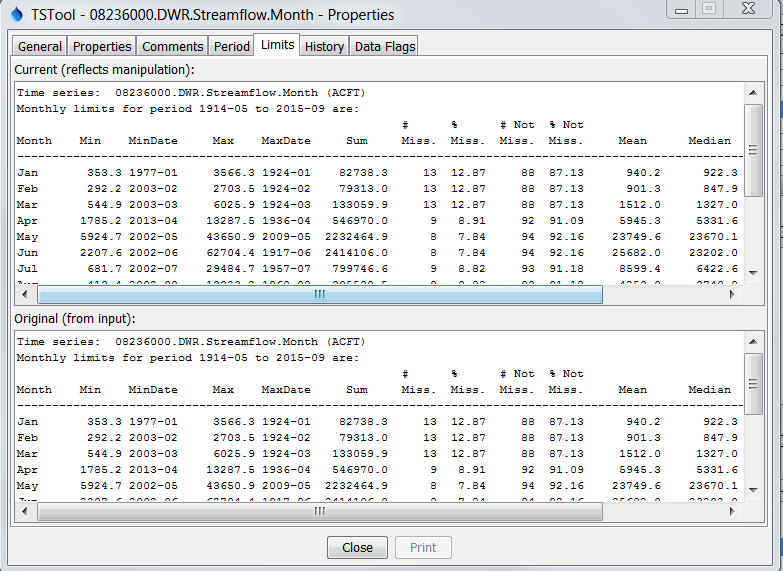 TSTool - 08236000.DWR.Streamflow.Month - Properties
General Properties Comments Period Limits History Data Flags
Current (reflects manipulation):
Time series:  08236000.DWR.Streamflow.Month (ACFT)
Monthly limits for period 1914-05 to 2015-09 are:
# % # Not % Not
Month Min MinDate Max MaxDate Sum Miss. Miss. Miss. Miss. Mean Median
Jan 353.3 1977-01 3566.3 1924-01 82738.3 13 12.87 88 87.13 940.2 922.3
Feb 292.2 2003-02 2703.5 1924-02 79313.0 13 12.87 88 87.13 901.3 847.9
Mar 544.9 2003-02 6025.9 1924-03 133059.9 13 12.87 88 87.13 1512.0 1327.0
Apr 1785.2 2013-04 13287.5 1936-04 546970.0 9 8.91 92 91.09 5945.3 5331.6
May 5924.7 2002-05 43650.9 2009-05 2232464.9 8 7.84 94 92.16 23749.6 23670.1
Jun 2207.6 2002-06 62704.4 1917-06 2414106.0 8 7.84 94 92.16 25682.0 23202.0
Jul 681.7 2002-07 29484.7 1957-07 799746.6 9 8.82 93 91.18 8599.4 6422.6
Original (from input):
Time series:  08236000.DWR.Streamflow.Month (ACFT)
Monthly limits for period 1914-05 to 2015-09 are:
# % # Not % Not
Month Min MinDate Max MaxDate Sum Miss. Miss. Miss. Miss. Mean Median
Jan 353.3 1977-01 3566.3 1924-01 82738.3 13 12.87 88 87.13 940.2 922.3
Feb 292.2 2003-02 2703.5 1924-02 79313.0 13 12.87 88 87.13 901.3 847.9
Mar 544.9 2003-02 6025.9 1924-03 133059.9 13 12.87 88 87.13 1512.0 1327.0
Apr 1785.2 2013-04 13287.5 1936-04 546970.0 9 8.91 92 91.09 5945.3 5331.6
May 5924.7 2002-05 43650.9 2009-05 2232464.9 8 7.84 94 92.16 23749.6 23670.1
Close Print